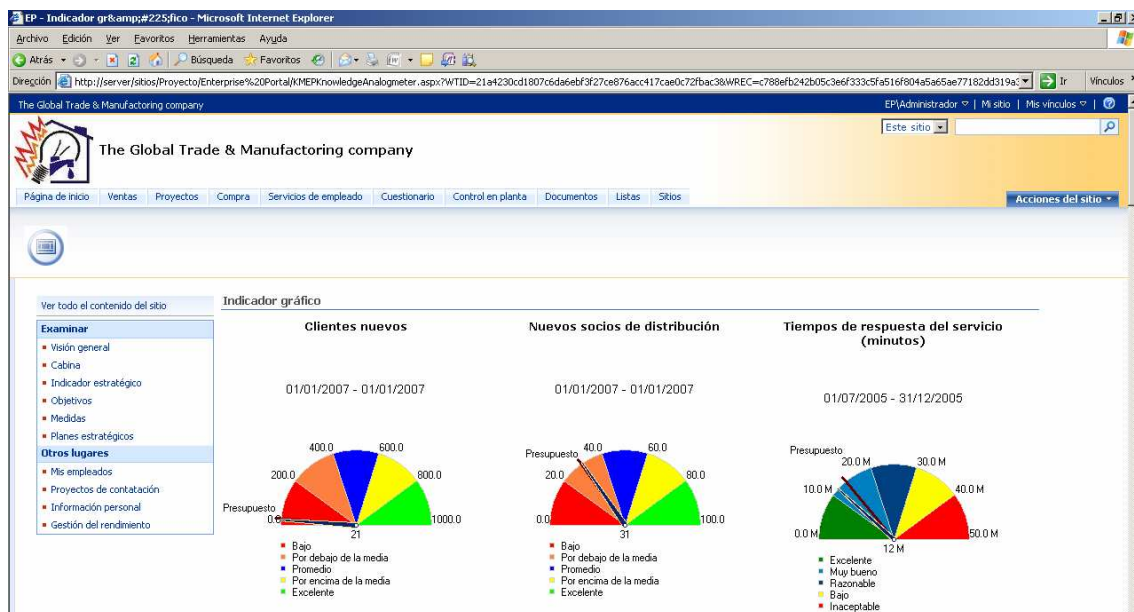 EP - Indicador gr&amp;#225;fico - Microsoft Internet Explorer
Archivo Edición Ver Favoritos Herramientas Ayuda
Atrás Búsqueda Favoritos
Dirección http://server/sitios/Proyecto/Enterprise%20Portal/KMEPKnowledgeAnalogmeter.aspx?WTID= Ir Vínculos
The Global Trade & Manufactoring company EP\Administrador | Mi sitio | Mis vínculos |
Este sitio
The Global Trade & Manufactoring company
Página de inicio Ventas Proyectos Compra Servicios de empleado Cuestionario Control en planta Documentos Listas Sitios
Acciones del sitio
Ver todo el contenido del sitio
Examinar
Visión general
Cabina
Indicador estratégico
Objetivos
Medidas
Planes estratégicos
Otros lugares
Mis empleados
Proyectos de contatación
Información personal
Gestión del rendimiento
Indicador gráfico
Clientes nuevos
01/01/2007 - 01/01/2007
400.0 600.0
200.0 800.0
Presupuesto
0.0 1000.0
21
Bajo
Por debajo de la media
Promedio
Por encima de la media
Excelente
Nuevos socios de distribución
01/01/2007 - 01/01/2007
Presupuesto 40.0 60.0
20.0 80.0
0.0 100.0
31
Bajo
Por debajo de la media
Promedio
Por encima de la media
Excelente
Tiempos de respuesta del servicio
(minutos)
01/07/2005 - 31/12/2005
Presupuesto
20.0 M 30.0 M
10.0 M 40.0 M
0.0 M 50.0 M
12 M
Excelente
Muy bueno
Razonable
Bajo
Inaceptable